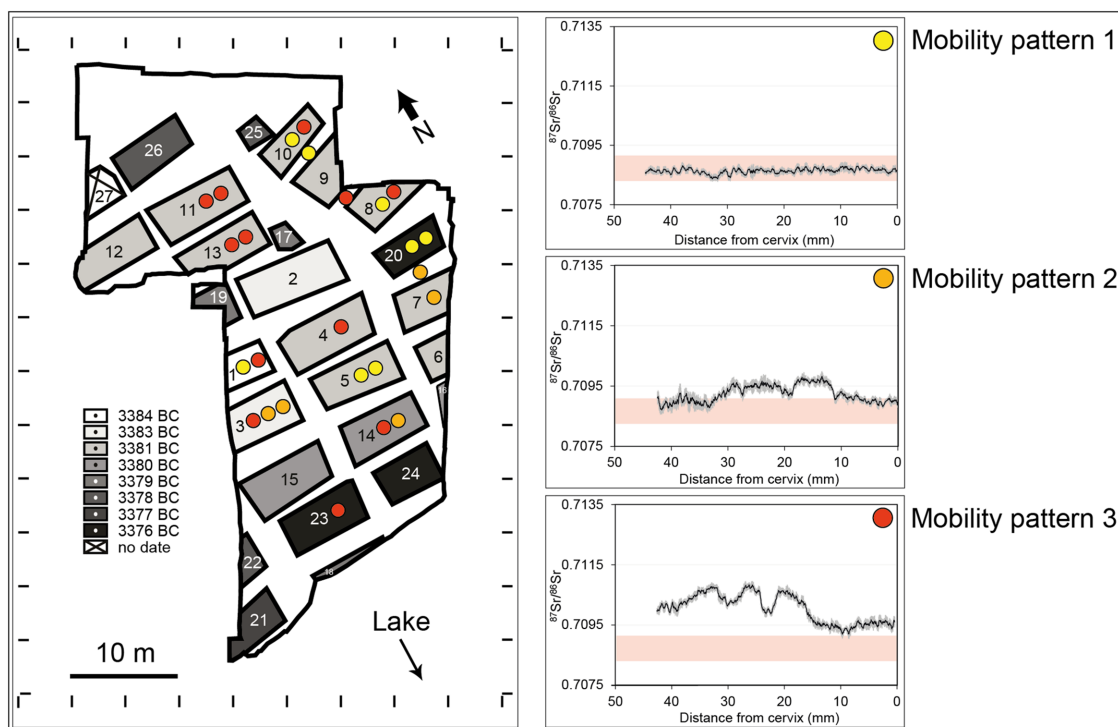 N
26
25
10
9
27
11
8
12
13
17
20
2
7
19
4
6
1
5
16
3
14
15
24
23
22
18
21
3384 BC
3383 BC
3381 BC
3380 BC
3379 BC
3378 BC
3377 BC
3376 BC
no date
10 m
Lake
0.7135
0.7115
0.7095
0.7075
87Sr/86Sr
50 40 30 20 10 0
Distance from cervix (mm)
Mobility pattern 1
0.7135
0.7115
0.7095
0.7075
87Sr/86Sr
50 40 30 20 10 0
Distance from cervix (mm)
Mobility pattern 2
0.7135
0.7115
0.7095
0.7075
87Sr/86Sr
50 40 30 20 10 0
Distance from cervix (mm)
Mobility pattern 3